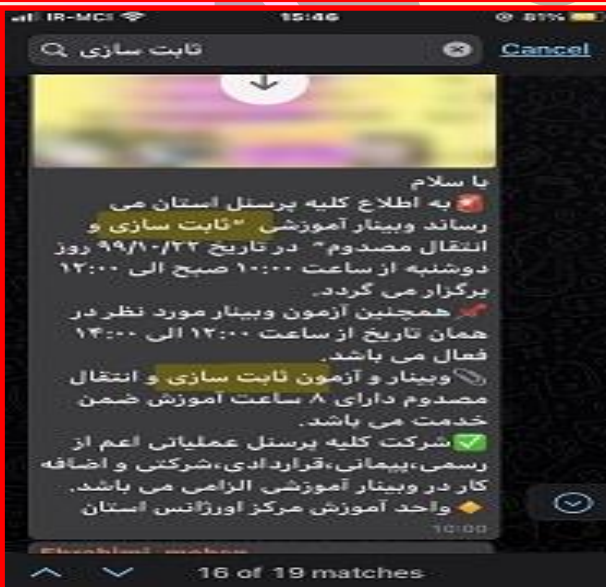 IR-MCI 15:46 81%
ثابت سازی Cancel
با سلام
به اطلاع کلیه پرسنل استان می
رساند وبینار آموزشی "ثابت سازی و
انتقال مصدوم" در تاریخ ۹۹/۱۰/۲۲ روز
دوشنبه از ساعت ۱۰:۰۰ صبح الی ۱۲:۰۰
برگزار می گردد.
همچنین آزمون وبینار مورد نظر در
همان تاریخ از ساعت ۱۲:۰۰ الی ۱۴:۰۰
فعال می باشد.
وبینار و آزمون ثابت سازی و انتقال
مصدوم دارای ۸ ساعت آموزش ضمن
خدمت می باشد.
شرکت کلیه پرسنل عملیاتی اعم از
رسمی،پیمانی،قراردادی،شرکتی و اضافه
کار در وبینار آموزشی الزامی می باشد.
واحد آموزش مرکز اورژانس استان
10:00
16 of 19 matches